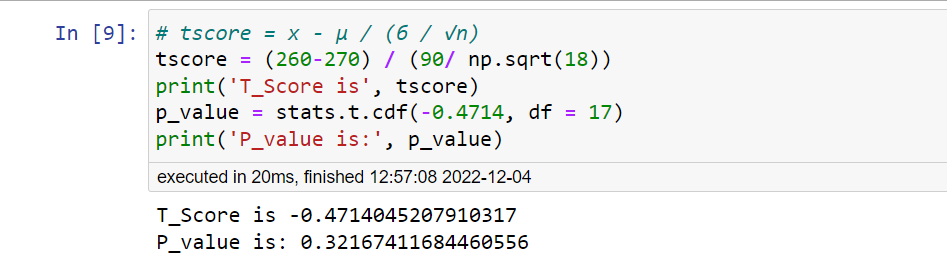 In [9]: # tscore = x - μ / (б / √n)
tscore = (260-270) / (90/ np.sqrt(18))
print('T_Score is', tscore)
p_value = stats.t.cdf(-0.4714, df = 17)
print('P_value is:', p_value)
executed in 20ms, finished 12:57:08 2022-12-04
T_Score is -0.4714045207910317
P_value is: 0.32167411684460556